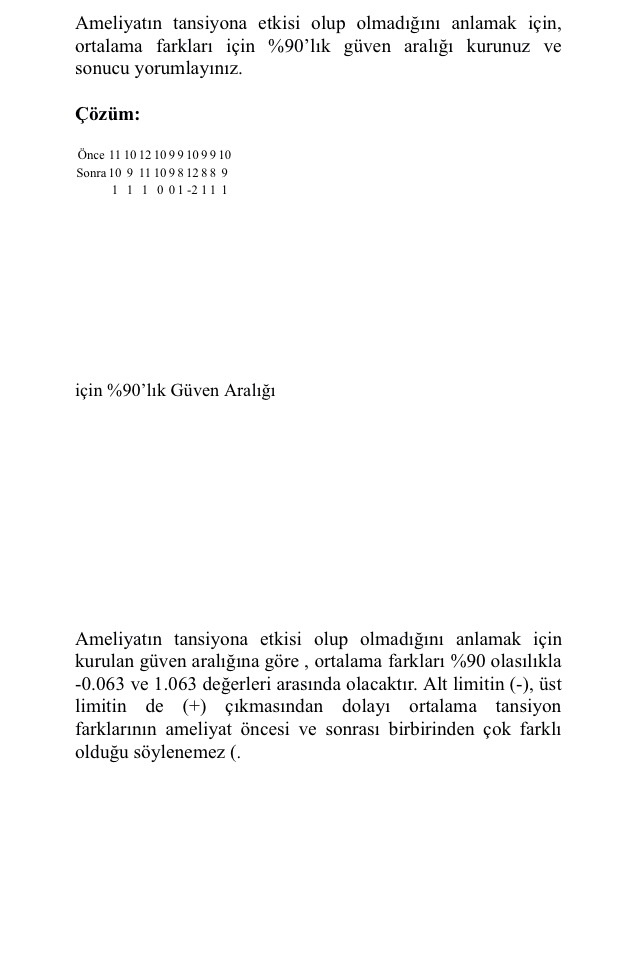 Ameliyatın tansiyona etkisi olup olmadığını anlamak için,
ortalama farkları için %90’lık güven aralığı kurunuz ve
sonucu yorumlayınız.
Çözüm:
Önce 11 10 12 10 9 9 10 9 9 10
Sonra 10 9 11 10 9 8 12 8 8 9
1 1 1 0 0 1 -2 1 1 1
için %90’lık Güven Aralığı
Ameliyatın tansiyona etkisi olup olmadığını anlamak için
kurulan güven aralığına göre , ortalama farkları %90 olasılıkla
-0.063 ve 1.063 değerleri arasında olacaktır. Alt limitin (-), üst
limitin de (+) çıkmasından dolayı ortalama tansiyon
farklarının ameliyat öncesi ve sonrası birbirinden çok farklı
olduğu söylenemez (.